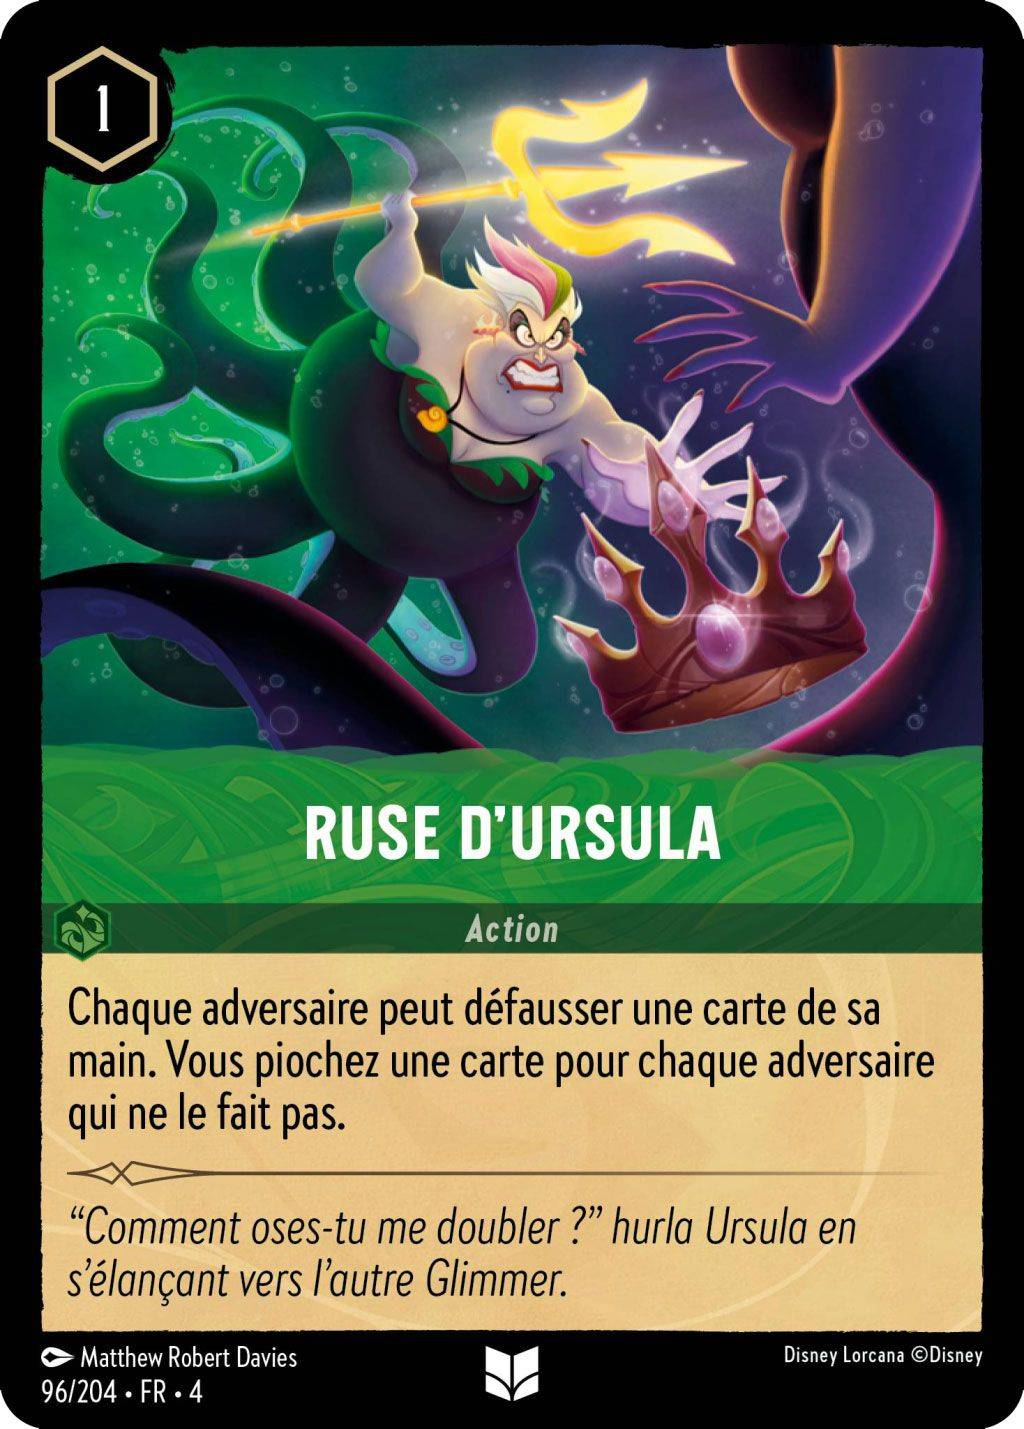 1
RUSE D’URSULA
Action
Chaque adversaire peut défausser une carte de sa
main. Vous piochez une carte pour chaque adversaire
qui ne le fait pas.
“Comment oses-tu me doubler ?” hurla Ursula en
s’élançant vers l’autre Glimmer.
Matthew Robert Davies
Disney Lorcana ©Disney
96/204 • FR • 4